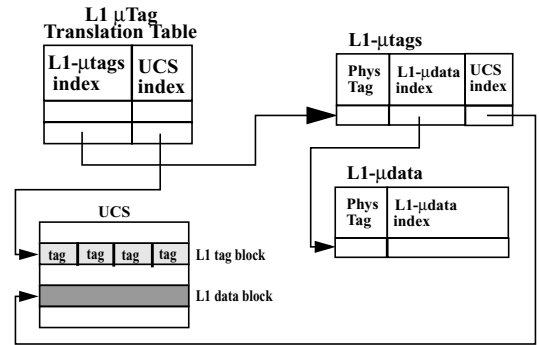 L1 μTag
Translation Table
L1-μtags
index
UCS
index
L1-μtags
Phys
Tag
L1-μdata
index
UCS
index
L1-μdata
Phys
Tag
L1-μdata
index
UCS
tag tag tag tag
L1 tag block
L1 data block